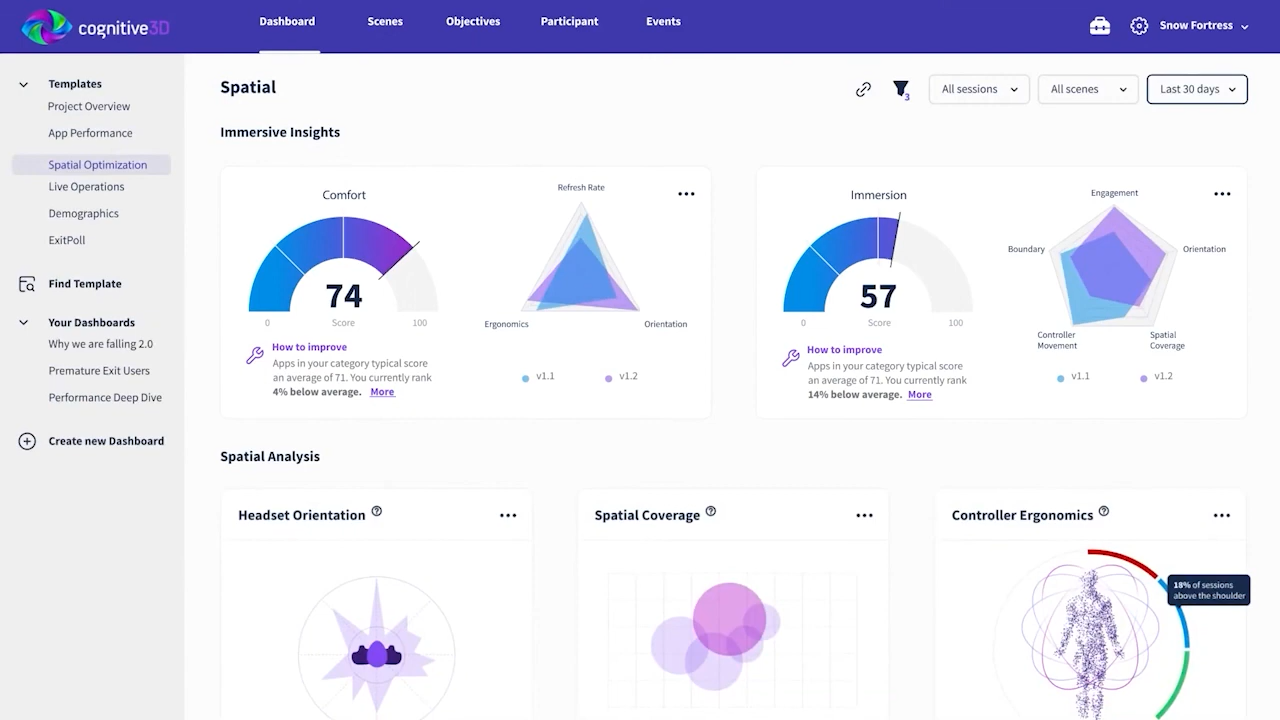 cognitive3D
Dashboard
Scenes
Objectives
Participant
Events
Snow Fortress
Templates
Project Overview
App Performance
Spatial Optimization
Live Operations
Demographics
ExitPoll
Find Template
Your Dashboards
Why we are falling 2.0
Premature Exit Users
Performance Deep Dive
Create new Dashboard
Spatial
3
All sessions
All scenes
Last 30 days
Immersive Insights
Comfort
74
0
Score
100
How to improve
Apps in your category typical score
an average of 71. You currently rank
4% below average. More
Refresh Rate
Ergonomics
Orientation
v1.1
v1.2
Immersion
57
0
Score
100
How to improve
Apps in your category typical score
an average of 71. You currently rank
14% below average. More
Engagement
Boundary
Orientation
Controller
Movement
Spatial
Coverage
v1.1
v1.2
Spatial Analysis
Headset Orientation
Spatial Coverage
Controller Ergonomics
18% of sessions
above the shoulder